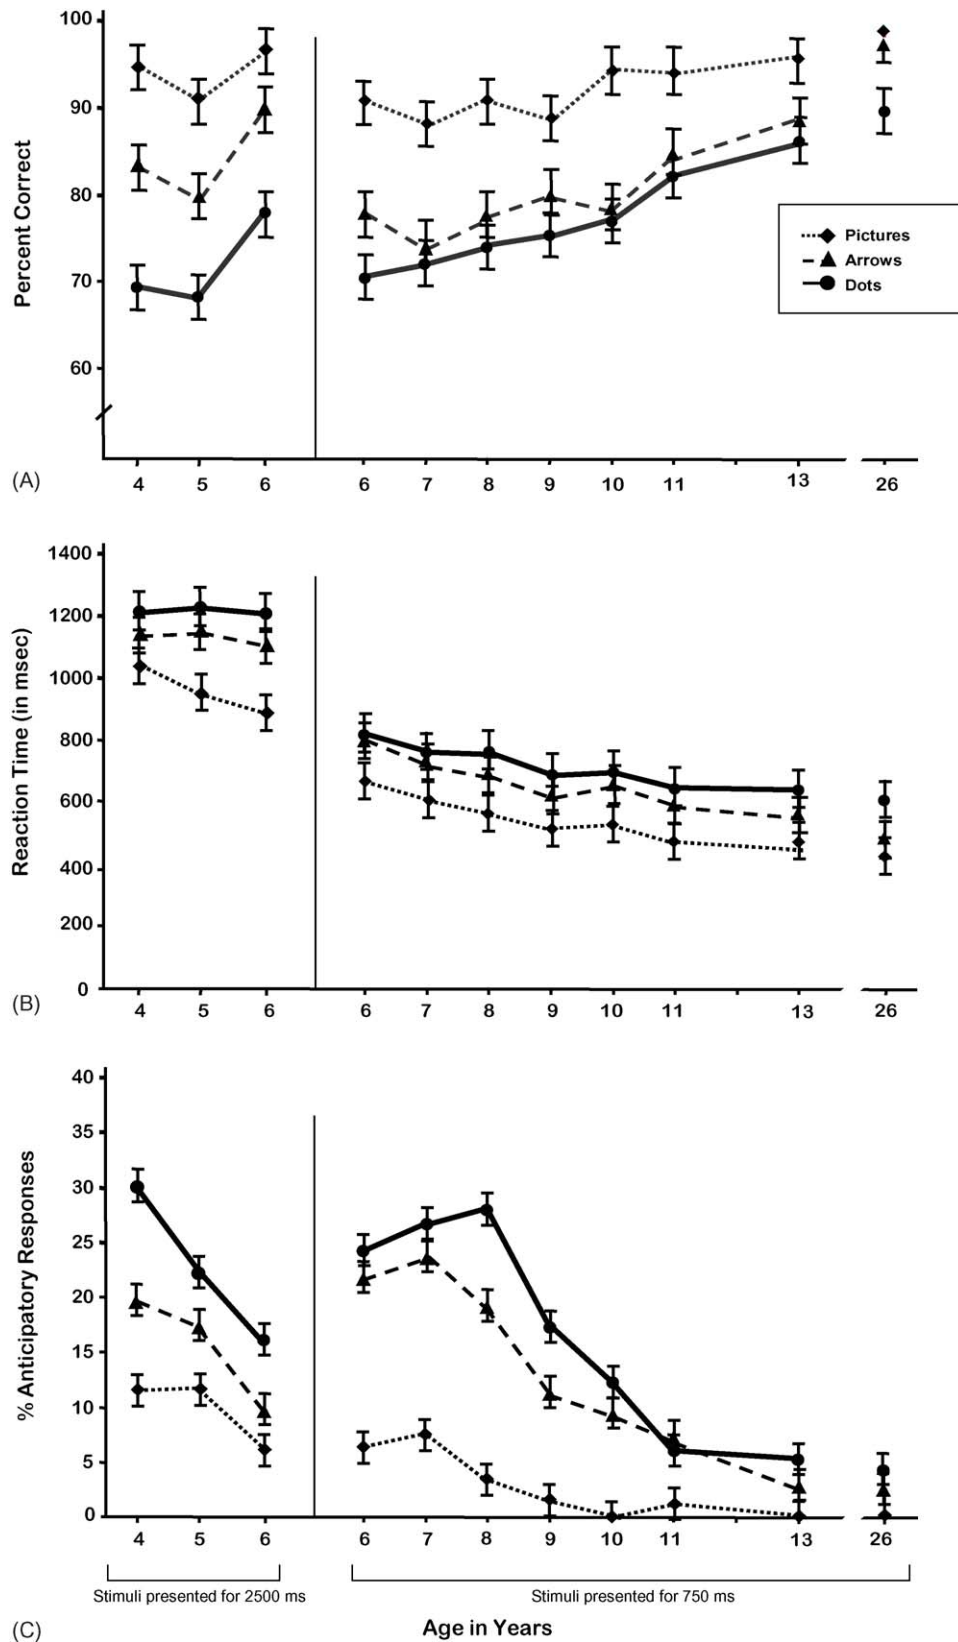 100
90
80
70
60
Percent Correct
Pictures
Arrows
Dots
4 5 6 6 7 8 9 10 11 13 26
(A)
1400
1200
1000
800
600
400
200
0
Reaction Time (in msec)
4 5 6 6 7 8 9 10 11 13 26
(B)
40
35
30
25
20
15
10
5
0
% Anticipatory Responses
4 5 6 6 7 8 9 10 11 13 26
Stimuli presented for 2500 ms Stimuli presented for 750 ms
(C)
Age in Years